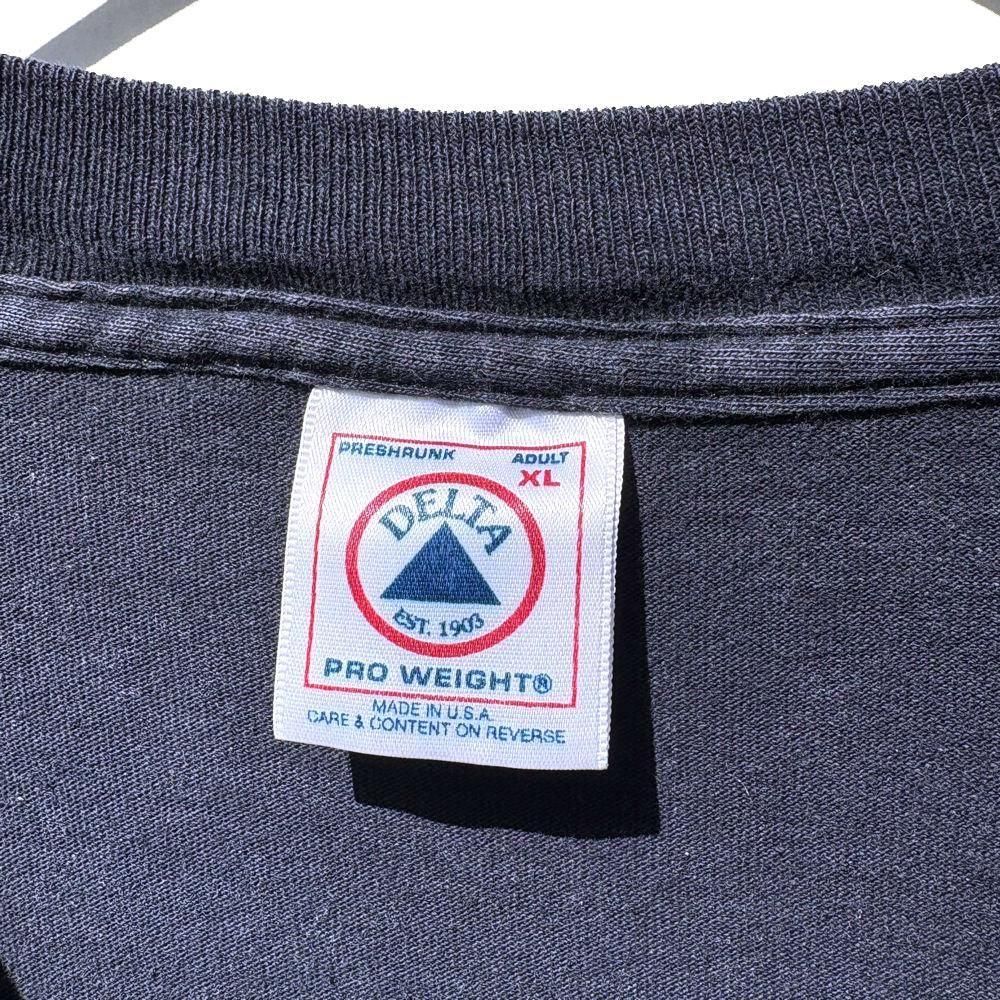 PRESHRUNK ADULT
XL
DELTA
EST. 1903
PRO WEIGHT®
MADE IN U.S.A.
CARE & CONTENT ON REVERSE